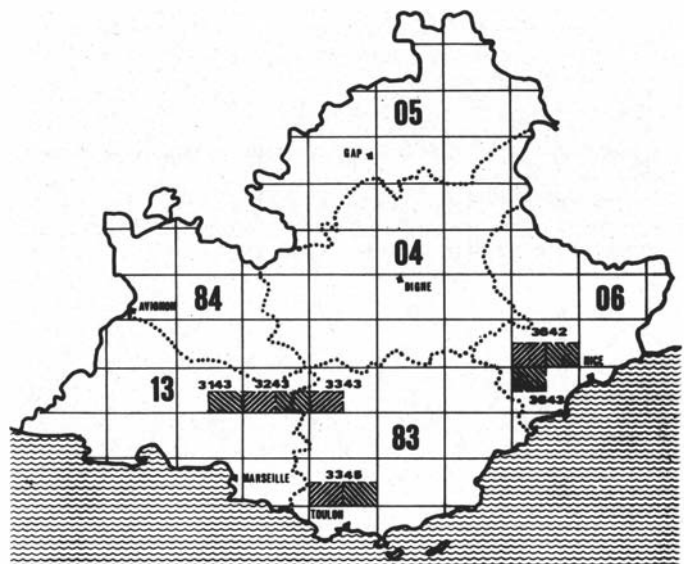 05
GAP
04
DIGNE
84
AVIGNON
06
3642
NICE
13
3143 3243 3343
3643
83
MARSEILLE
3345
TOULON